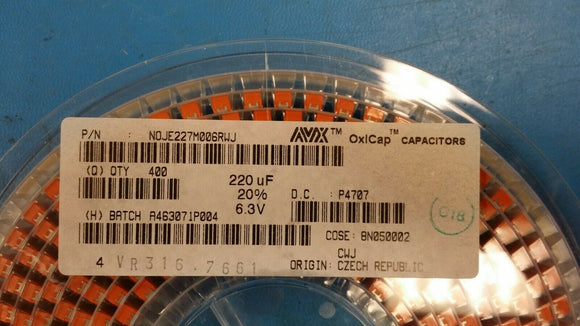 P/N : NOJE227M006RWJ AVX™ OxiCap™ CAPACITORS
(Q) QTY 400
220 uF
20% D.C. : P4707
6.3V
(H) BATCH A463071P004
COSE: BN050002
CWJ
4 VR316.7661 ORIGIN: CZECH REPUBLIC